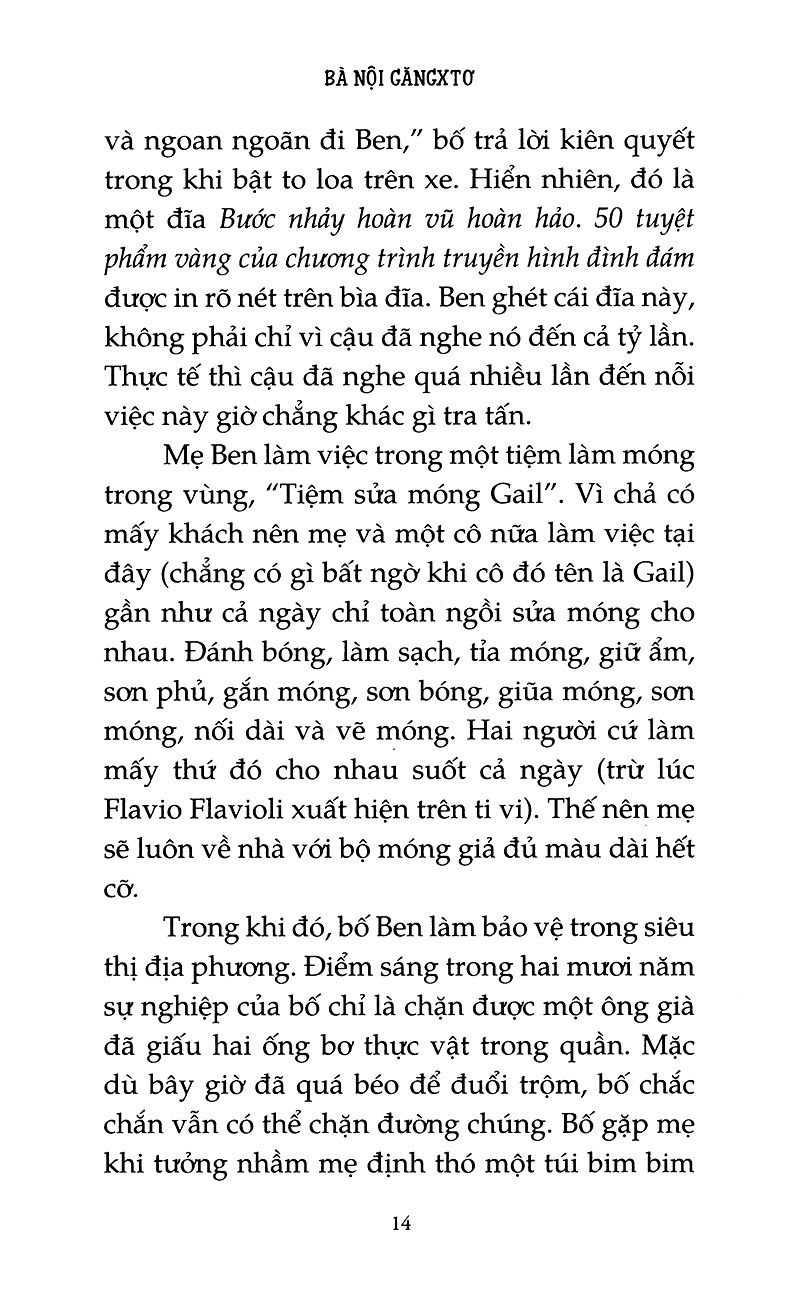 BÀ NỘI GĂNGXTƠ
và ngoan ngoãn đi Ben,” bố trả lời kiên quyết
trong khi bật to loa trên xe. Hiển nhiên, đó là
một đĩa Bước nhảy hoàn vũ hoàn hảo. 50 tuyệt
phẩm vàng của chương trình truyền hình đình đám
được in rõ nét trên bìa đĩa. Ben ghét cái đĩa này,
không phải chỉ vì cậu đã nghe nó đến cả tỷ lần.
Thực tế thì cậu đã nghe quá nhiều lần đến nỗi
việc này giờ chẳng khác gì tra tấn.
Mẹ Ben làm việc trong một tiệm làm móng
trong vùng, “Tiệm sửa móng Gail”. Vì chả có
mấy khách nên mẹ và một cô nữa làm việc tại
đây (chẳng có gì bất ngờ khi cô đó tên là Gail)
gần như cả ngày chỉ toàn ngồi sửa móng cho
nhau. Đánh bóng, làm sạch, tỉa móng, giữ ẩm,
sơn phủ, gắn móng, sơn bóng, giũa móng, sơn
móng, nối dài và vẽ móng. Hai người cứ làm
mấy thứ đó cho nhau suốt cả ngày (trừ lúc
Flavio Flavioli xuất hiện trên ti vi). Thế nên mẹ
sẽ luôn về nhà với bộ móng giả đủ màu dài hết
cỡ.
Trong khi đó, bố Ben làm bảo vệ trong siêu
thị địa phương. Điểm sáng trong hai mươi năm
sự nghiệp của bố chỉ là chặn được một ông già
đã giấu hai ống bơ thực vật trong quần. Mặc
dù bây giờ đã quá béo để đuổi trộm, bố chắc
chắn vẫn có thể chặn đường chúng. Bố gặp mẹ
khi tưởng nhầm mẹ định thó một túi bim bim
14